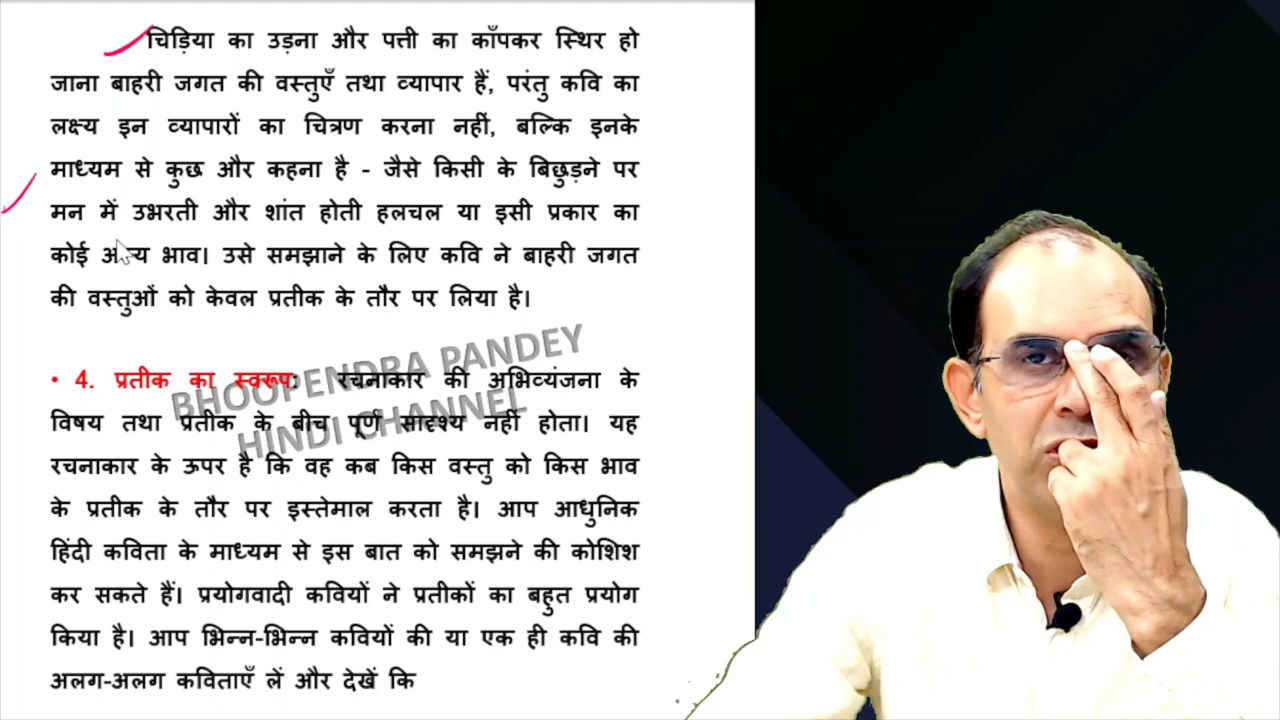 चिड़िया का उड़ना और पत्ती का काँपकर स्थिर हो
जाना बाहरी जगत की वस्तुएँ तथा व्यापार हैं, परंतु कवि का
लक्ष्य इन व्यापारों का चित्रण करना नहीं, बल्कि इनके
माध्यम से कुछ और कहना है - जैसे किसी के बिछुड़ने पर
मन में उभरती और शांत होती हलचल या इसी प्रकार का
कोई अन्य भाव। उसे समझाने के लिए कवि ने बाहरी जगत
की वस्तुओं को केवल प्रतीक के तौर पर लिया है।
• 4. प्रतीक का स्वरूप: रचनाकार की अभिव्यंजना के
विषय तथा प्रतीक के बीच पूर्ण सादृश्य नहीं होता। यह
रचनाकार के ऊपर है कि वह कब किस वस्तु को किस भाव
के प्रतीक के तौर पर इस्तेमाल करता है। आप आधुनिक
हिंदी कविता के माध्यम से इस बात को समझने की कोशिश
कर सकते हैं। प्रयोगवादी कवियों ने प्रतीकों का बहुत प्रयोग
किया है। आप भिन्न-भिन्न कवियों की या एक ही कवि की
अलग-अलग कविताएँ लें और देखें कि
BHOOPENDRA PANDEY
HINDI CHANNEL